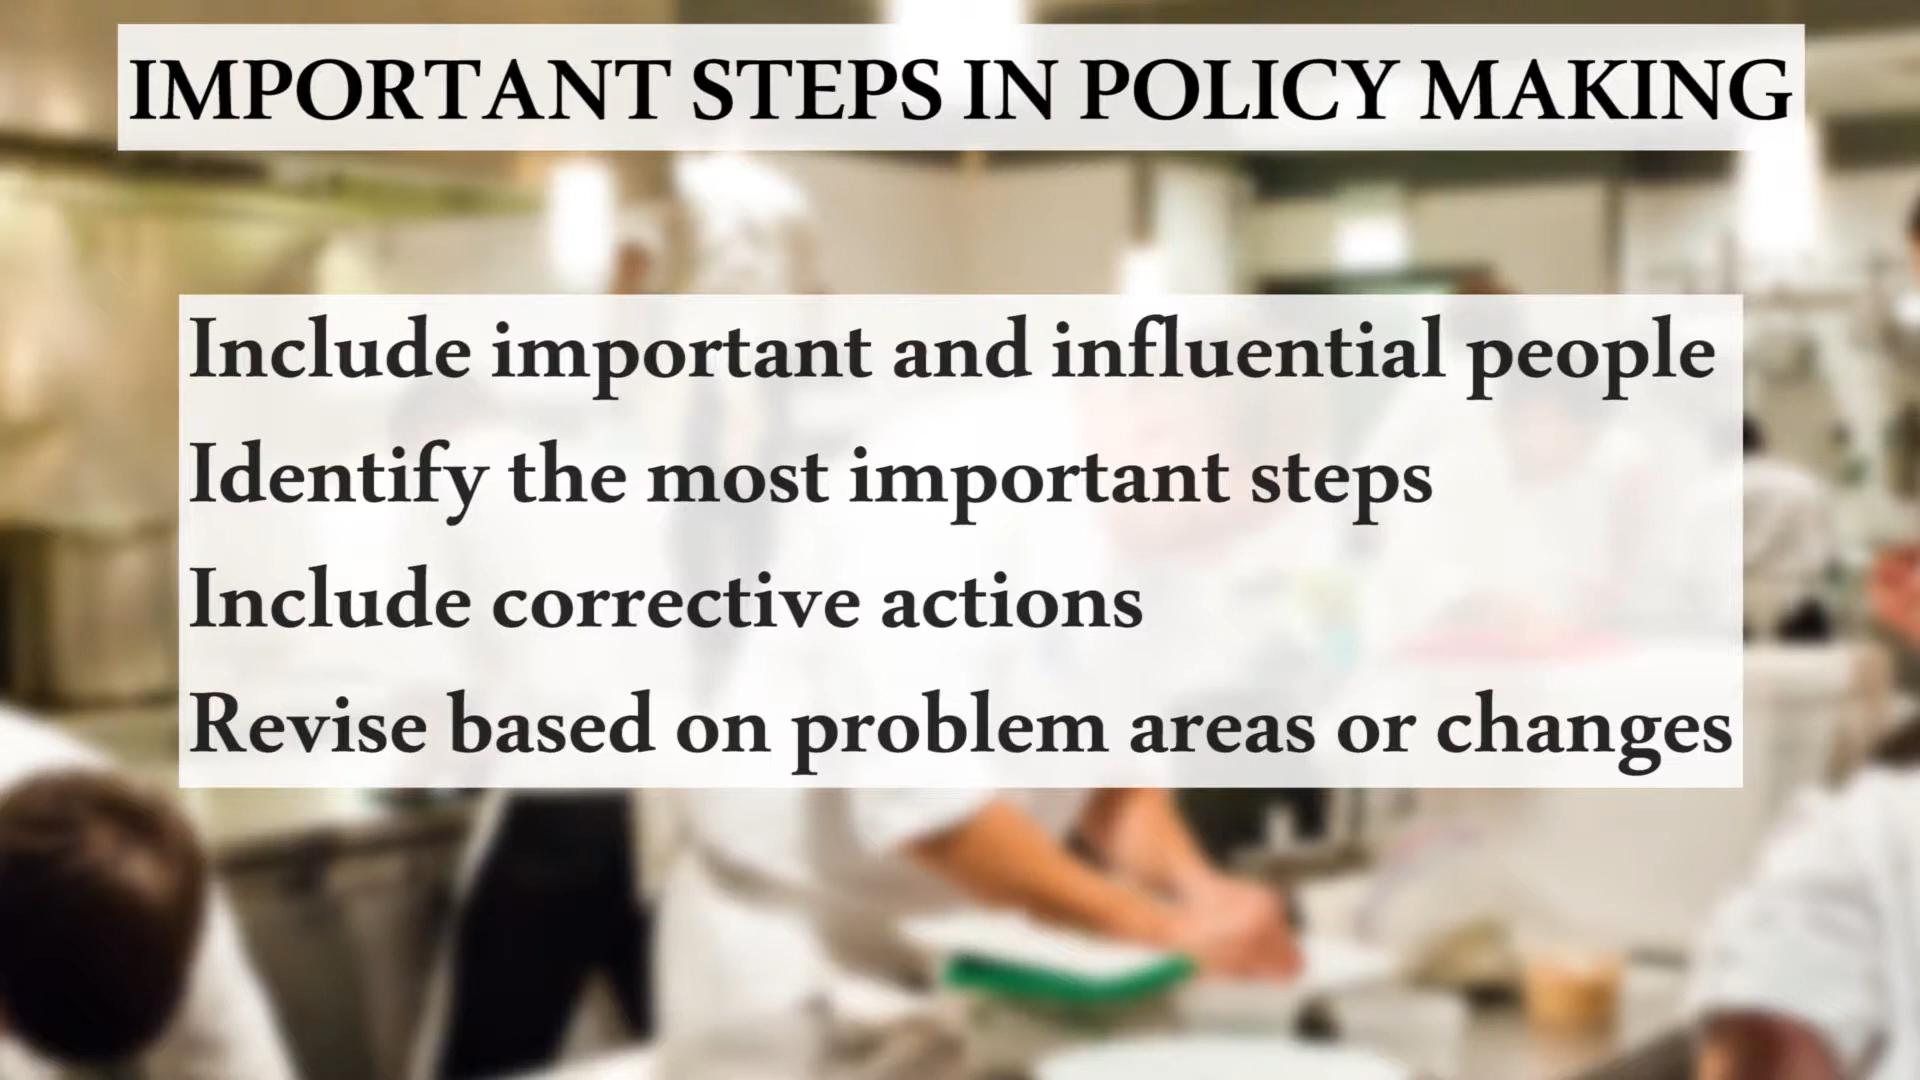 IMPORTANT STEPS IN POLICY MAKING
Include important and influential people
Identify the most important steps
Include corrective actions
Revise based on problem areas or changes